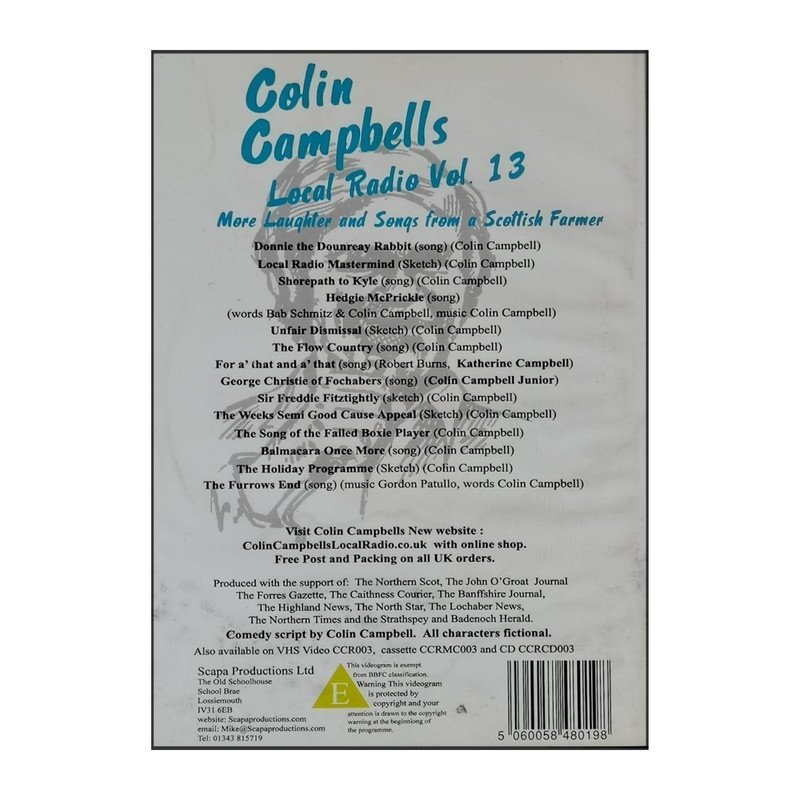 Colin
Campbells
Local Radio Vol. 13
More Laughter and Songs from a Scottish Farmer
Donnie the Dounreay Rabbit (song) (Colin Campbell)
Local Radio Mastermind (Sketch) (Colin Campbell)
Shorepath to Kyle (song) (Colin Campbell)
Hedgie McPrickle (song)
(words Bab Schmitz & Colin Campbell, music Colin Campbell)
Unfair Dismissal (Sketch) (Colin Campbell)
The Flow Country (song) (Colin Campbell)
For a' that and a' that (song) (Robert Burns, Katherine Campbell)
George Christie of Fochabers (song) (Colin Campbell Junior)
Sir Freddie Fitztightly (sketch) (Colin Campbell)
The Weeks Semi Good Cause Appeal (Sketch) (Colin Campbell)
The Song of the Failed Boxie Player (Colin Campbell)
Balmacara Once More (song) (Colin Campbell)
The Holiday Programme (Sketch) (Colin Campbell)
The Furrows End (song) (music Gordon Patullo, words Colin Campbell)
Visit Colin Campbells New website :
ColinCampbellsLocalRadio.co.uk with online shop.
Free Post and Packing on all UK orders.
Produced with the support of: The Northern Scot, The John O'Groat Journal
The Forres Gazette, The Caithness Courier, The Banffshire Journal,
The Highland News, The North Star, The Lochaber News,
The Northern Times and the Strathspey and Badenoch Herald.
Comedy script by Colin Campbell. All characters fictional.
Also available on VHS Video CCR003, cassette CCRMC003 and CD CCRCD003
Scapa Productions Ltd
The Old Schoolhouse
School Brae
Lossiemouth
IV31 6EB
website: Scapaproductions.com
email: Mike@Scapaproductions.com
Tel: 01343 815719
E
This videogram is exempt
from BBFC classification.
Warning This videogram
is protected by
copyright and your
attention is drawn to the copyright
warning at the beginniong of
the programme.
5 060058 480198